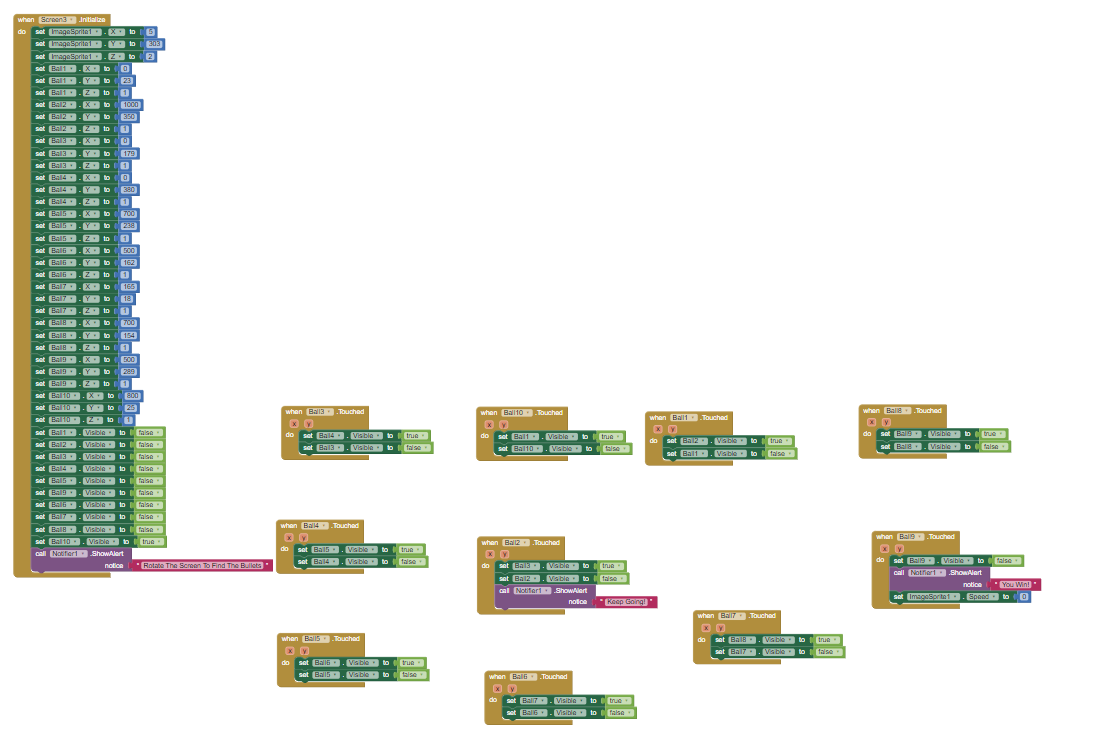 when Screen3 .Initialize
do set ImageSprite1 . X to 5
set ImageSprite1 . Y to 303
set ImageSprite1 . Z to 2
set Ball1 . X to 0
set Ball1 . Y to 23
set Ball1 . Z to 1
set Ball2 . X to 1000
set Ball2 . Y to 350
set Ball2 . Z to 1
set Ball3 . X to 0
set Ball3 . Y to 179
set Ball3 . Z to 1
set Ball4 . X to 0
set Ball4 . Y to 380
set Ball4 . Z to 1
set Ball5 . X to 700
set Ball5 . Y to 238
set Ball5 . Z to 1
set Ball6 . X to 500
set Ball6 . Y to 162
set Ball6 . Z to 1
set Ball7 . X to 165
set Ball7 . Y to 18
set Ball7 . Z to 1
set Ball8 . X to 700
set Ball8 . Y to 154
set Ball8 . Z to 1
set Ball9 . X to 500
set Ball9 . Y to 289
set Ball9 . Z to 1
set Ball10 . X to 800
set Ball10 . Y to 25
set Ball10 . Z to 1
set Ball1 . Visible to false
set Ball2 . Visible to false
set Ball3 . Visible to false
set Ball4 . Visible to false
set Ball5 . Visible to false
set Ball9 . Visible to false
set Ball6 . Visible to false
set Ball7 . Visible to false
set Ball8 . Visible to false
set Ball10 . Visible to true
call Notifier1 .ShowAlert
notice " Rotate The Screen To Find The Bullets "
when Ball3 .Touched
x y
do set Ball4 . Visible to true
set Ball3 . Visible to false
when Ball10 .Touched
x y
do set Ball1 . Visible to true
set Ball10 . Visible to false
when Ball1 .Touched
x y
do set Ball2 . Visible to true
set Ball1 . Visible to false
when Ball8 .Touched
x y
do set Ball9 . Visible to true
set Ball8 . Visible to false
when Ball4 .Touched
x y
do set Ball5 . Visible to true
set Ball4 . Visible to false
when Ball2 .Touched
x y
do set Ball3 . Visible to true
set Ball2 . Visible to false
call Notifier1 .ShowAlert
notice " Keep Going! "
when Ball9 .Touched
x y
do set Ball9 . Visible to false
call Notifier1 .ShowAlert
notice " You Win! "
set ImageSprite1 . Speed to 0
when Ball5 .Touched
x y
do set Ball6 . Visible to true
set Ball5 . Visible to false
when Ball7 .Touched
x y
do set Ball8 . Visible to true
set Ball7 . Visible to false
when Ball6 .Touched
x y
do set Ball7 . Visible to true
set Ball6 . Visible to false